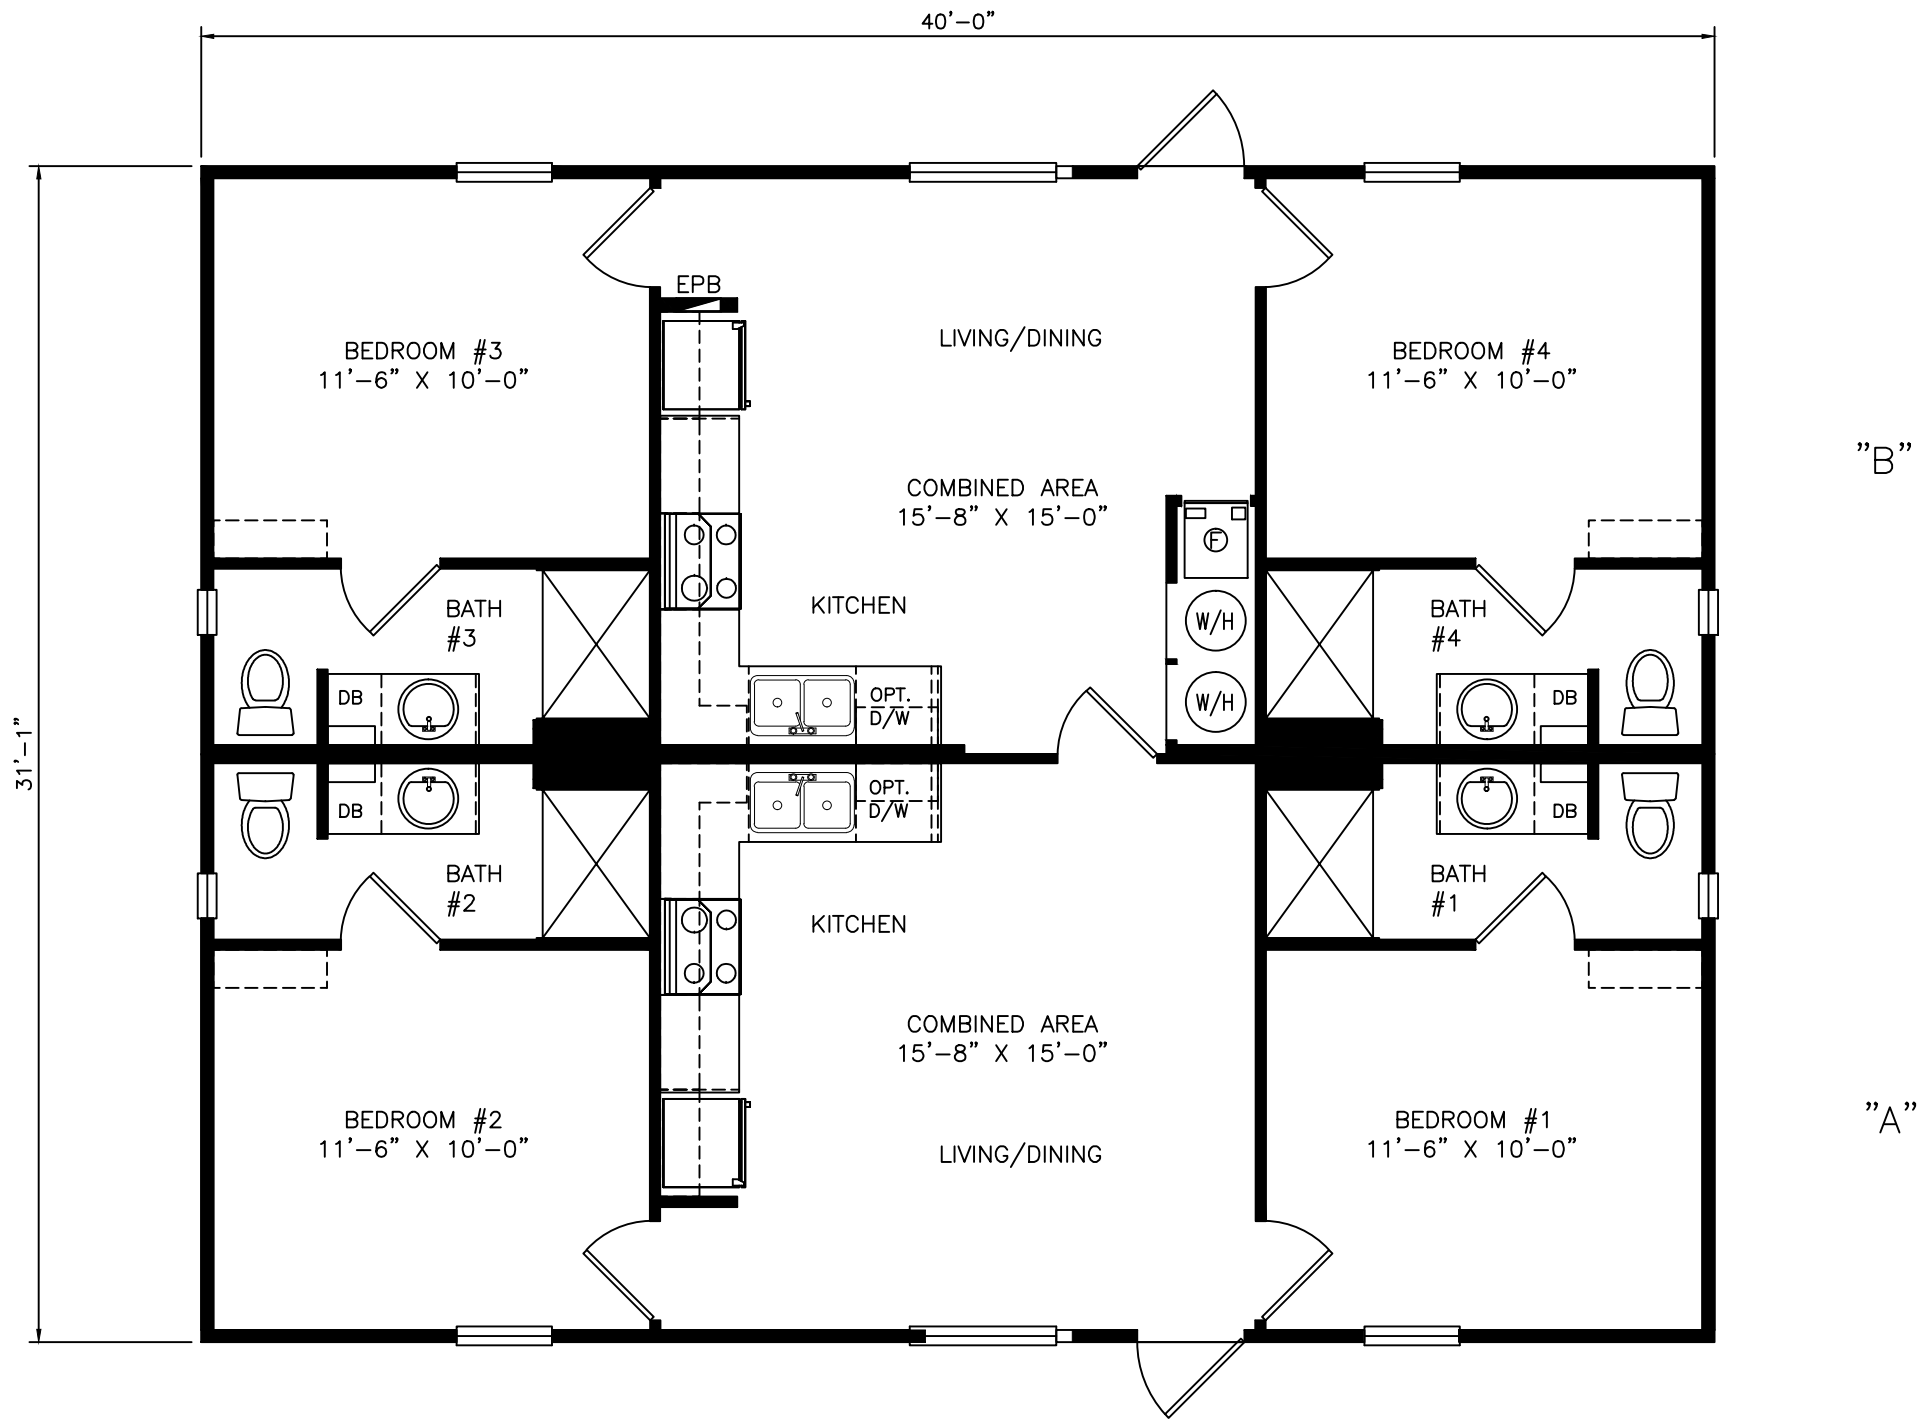 40'-0"
EPB
LIVING/DINING
BEDROOM #3
11'-6" X 10'-0"
BEDROOM #4
11'-6" X 10'-0"
"B"
COMBINED AREA
15'-8" X 15'-0"
F
BATH
#3
KITCHEN
W/H
BATH
#4
DB
OPT.
D/W
W/H
DB
31'-1"
DB
OPT.
D/W
DB
BATH
#2
KITCHEN
BATH
#1
COMBINED AREA
15'-8" X 15'-0"
BEDROOM #2
11'-6" X 10'-0"
LIVING/DINING
BEDROOM #1
11'-6" X 10'-0"
"A"